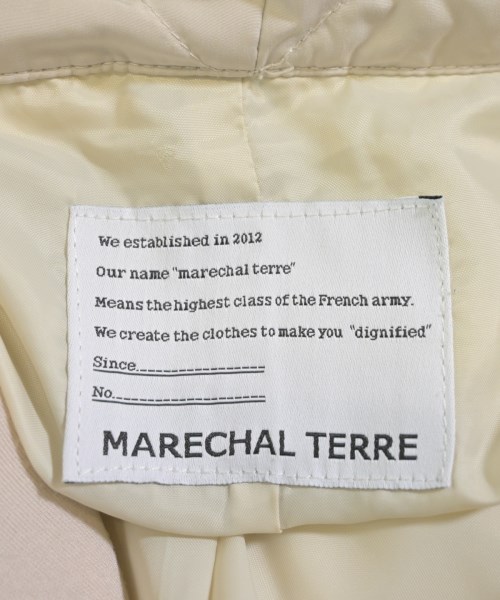 We established in 2012
Our name "marechal terre"
Means the highest class of the French army.
We create the clothes to make you "dignified"
Since
No.
MARECHAL TERRE